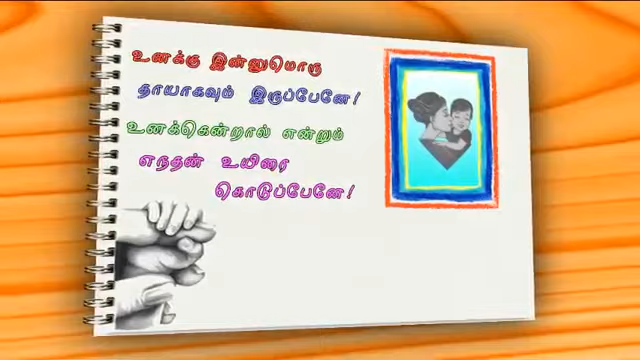 உனக்கு இன்னுமொரு
தாயாகவும் இருப்பேனே!
உனக்கென்றால் என்றும்
எந்தன் உயிரை
கொடுப்பேனே!